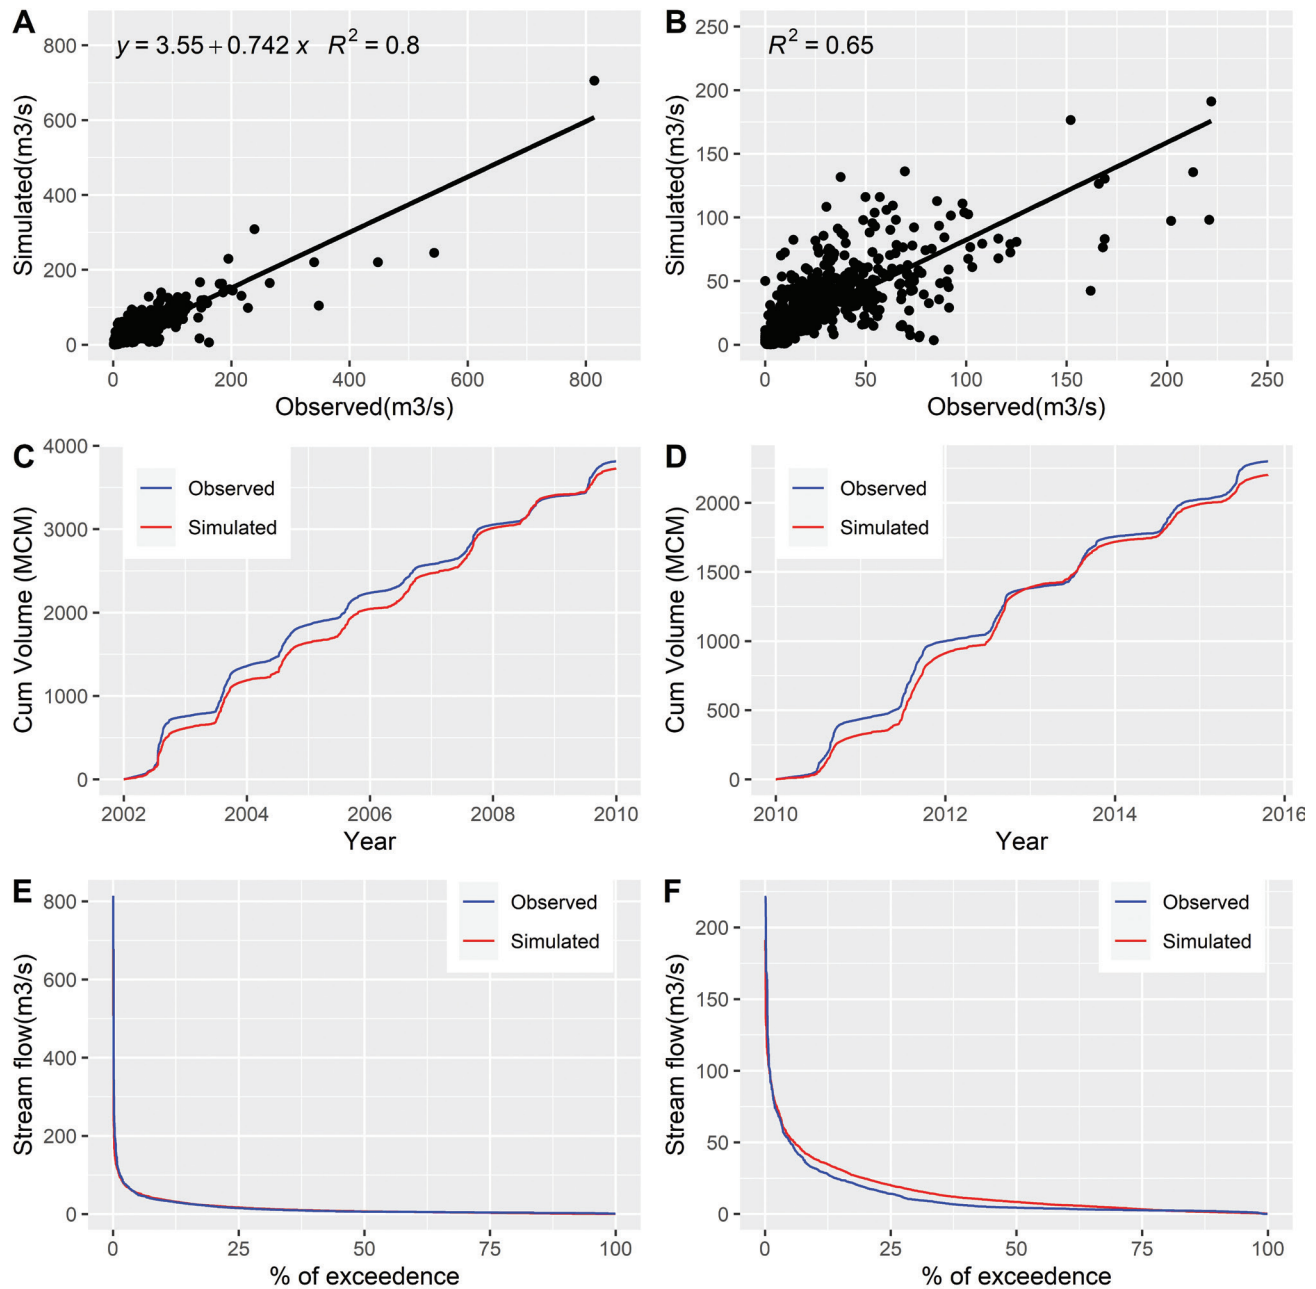 A
y = 3.55 + 0.742 x R² = 0.8
800
600
400
200
0
Simulated(m3/s)
0 200 400 600 800
Observed(m3/s)
B
R² = 0.65
250
200
150
100
50
0
Simulated(m3/s)
0 50 100 150 200 250
Observed(m3/s)
C
Observed
Simulated
4000
3000
2000
1000
0
Cum Volume (MCM)
2002 2004 2006 2008 2010
Year
D
Observed
Simulated
2000
1500
1000
500
0
Cum Volume (MCM)
2010 2012 2014 2016
Year
E
Observed
Simulated
800
600
400
200
0
Stream flow(m3/s)
0 25 50 75 100
% of exceedence
F
Observed
Simulated
200
150
100
50
0
Stream flow(m3/s)
0 25 50 75 100
% of exceedence